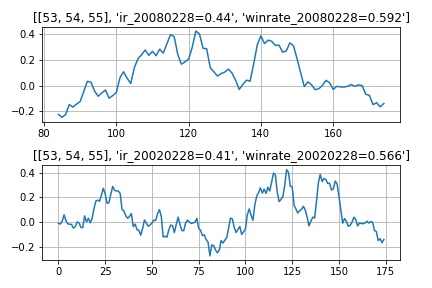 [[53, 54, 55], 'ir_20080228=0.44', 'winrate_20080228=0.592']
0.4
0.2
0.0
−0.2
80 100 120 140 160
[[53, 54, 55], 'ir_20020228=0.41', 'winrate_20020228=0.566']
0.4
0.2
0.0
−0.2
0 25 50 75 100 125 150 175